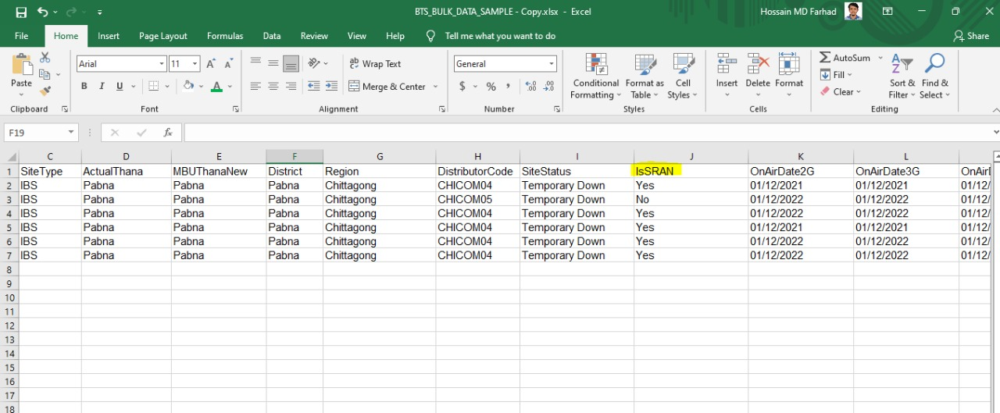 BTS_BULK_DATA_SAMPLE - Copy.xlsx - Excel
Hossain MD Farhad
File Home Insert Page Layout Formulas Data Review View Help Tell me what you want to do Share
Paste
Arial 11
B I U A
Wrap Text
Merge & Center
General
$ % ,
Conditional Formatting
Format as Table
Cell Styles
Insert Delete Format
AutoSum
Fill
Clear
Sort & Filter
Find & Select
Clipboard Font Alignment Number Styles Cells Editing
F19 fx
C D E F G H I J K L
1 SiteType ActualThana MBUThanaNew District Region DistributorCode SiteStatus IsSRAN OnAirDate2G OnAirDate3G
2 IBS Pabna Pabna Pabna Chittagong CHICOM04 Temporary Down Yes 01/12/2021 01/12/2021 01/12/
3 IBS Pabna Pabna Pabna Chittagong CHICOM05 Temporary Down No 01/12/2022 01/12/2022 01/12/
4 IBS Pabna Pabna Pabna Chittagong CHICOM04 Temporary Down Yes 01/12/2022 01/12/2022 01/12/
5 IBS Pabna Pabna Pabna Chittagong CHICOM04 Temporary Down Yes 01/12/2021 01/12/2021 01/12/
6 IBS Pabna Pabna Pabna Chittagong CHICOM04 Temporary Down Yes 01/12/2022 01/12/2022 01/12/
7 IBS Pabna Pabna Pabna Chittagong CHICOM04 Temporary Down Yes 01/12/2022 01/12/2022 01/12/
8
9
10
11
12
13
14
15
16
17
18